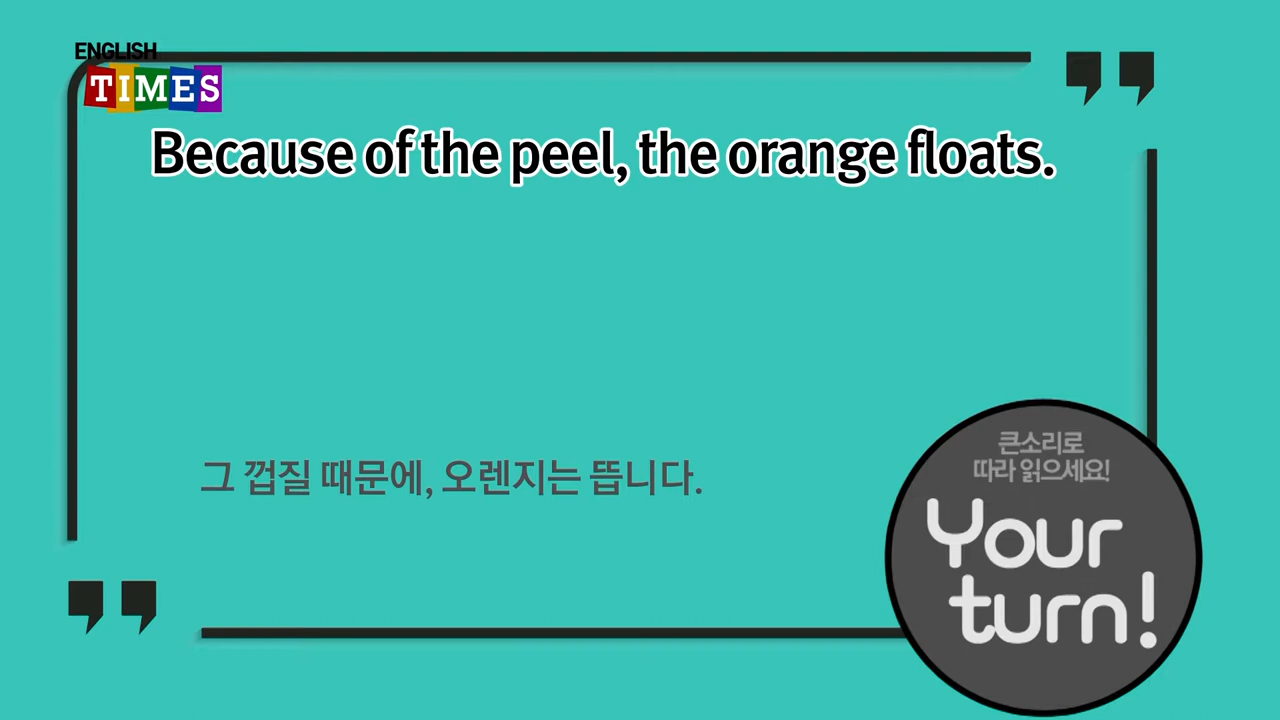 ENGLISH
TIMES
Because of the peel, the orange floats.
그 껍질 때문에, 오렌지는 뜹니다.
큰소리로
따라 읽으세요!
Your
turn!